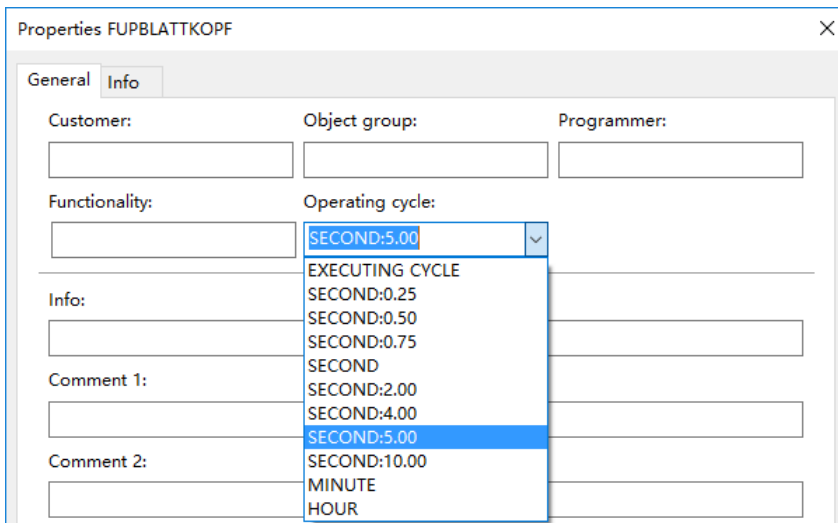 Properties FUPBLATTKOPF
General Info
Customer: Object group: Programmer:
Functionality: Operating cycle:
SECOND:5.00
EXECUTING CYCLE
SECOND:0.25
Info:
SECOND:0.50
SECOND:0.75
SECOND
Comment 1:
SECOND:2.00
SECOND:4.00
SECOND:5.00
Comment 2:
SECOND:10.00
MINUTE
HOUR